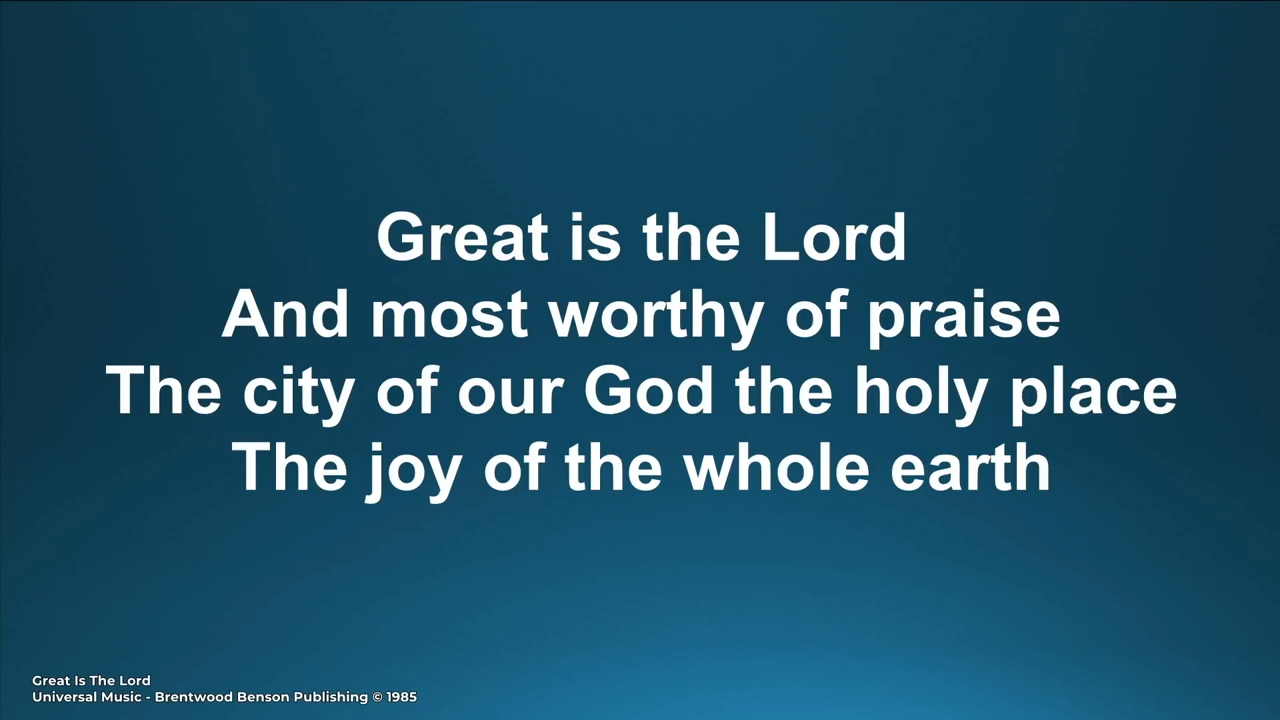 Great is the Lord
And most worthy of praise
The city of our God the holy place
The joy of the whole earth
Great Is The Lord
Universal Music - Brentwood Benson Publishing © 1985